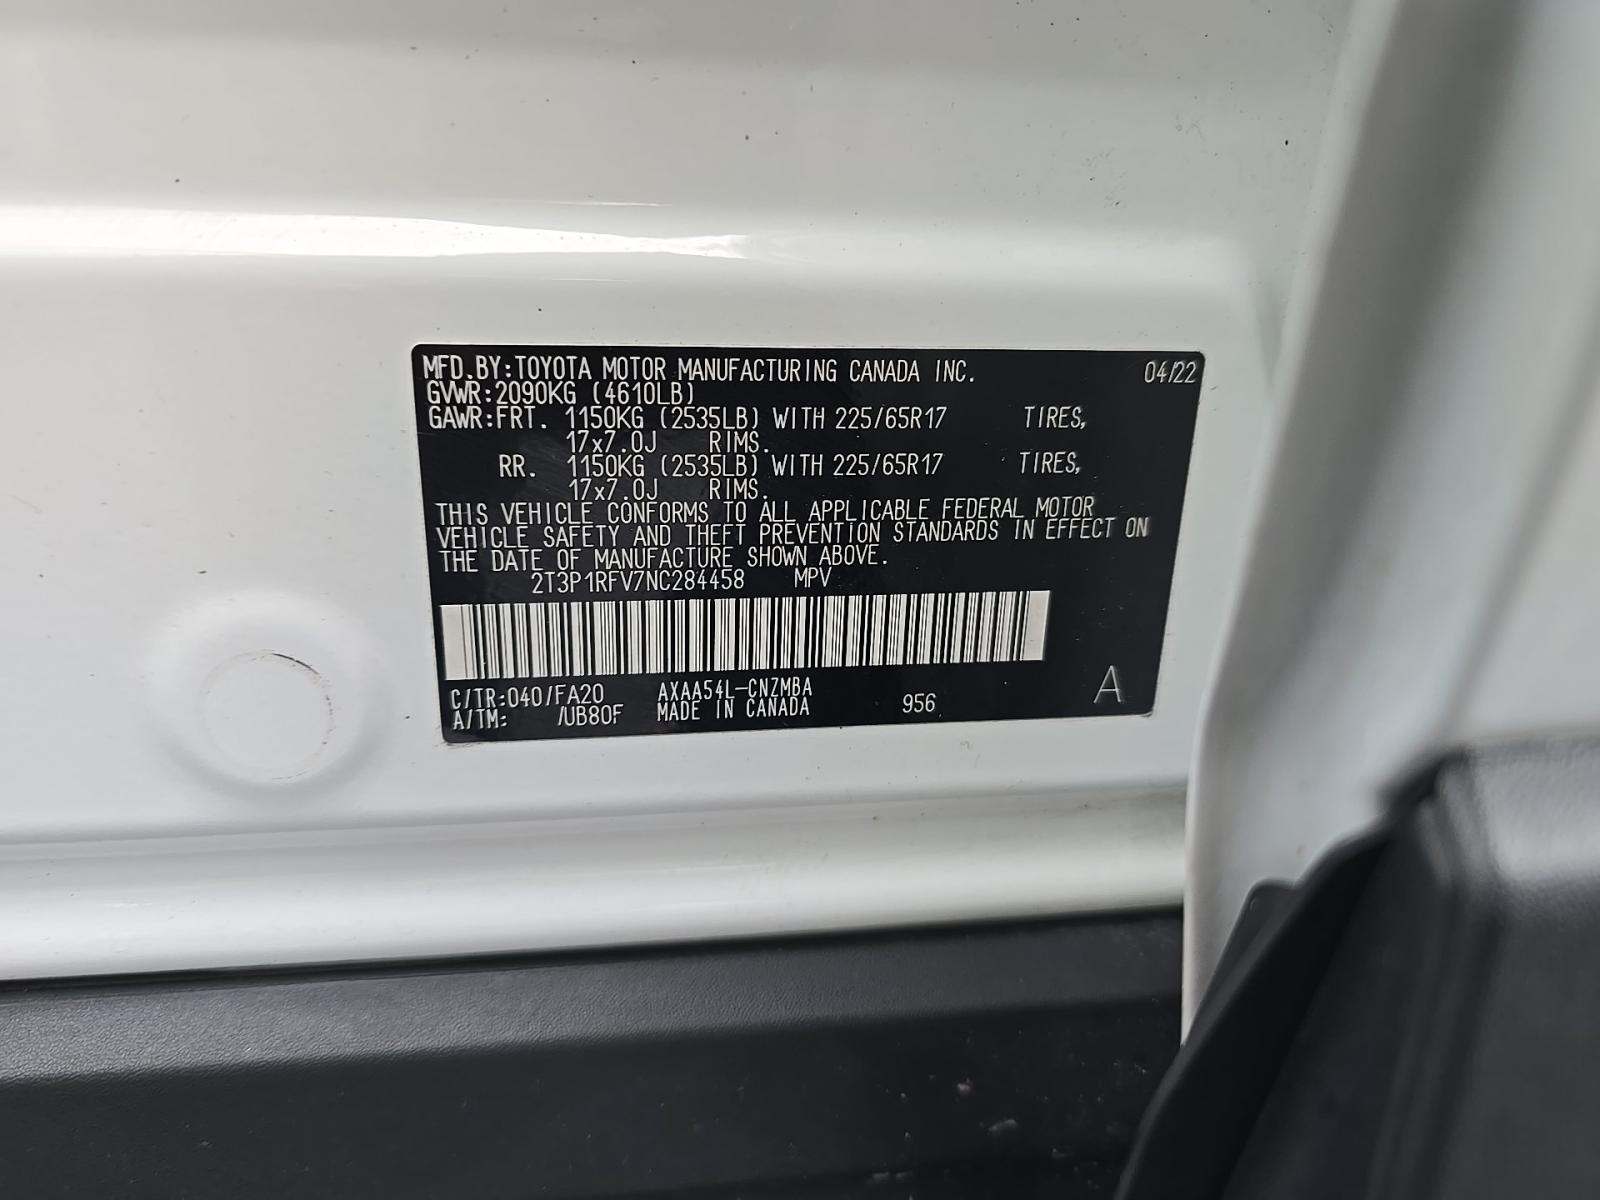 MFD.BY:TOYOTA MOTOR MANUFACTURING CANADA INC. 04/22
GVWR:2090KG (4610LB)
GAWR:FRT. 1150KG (2535LB) WITH 225/65R17 TIRES,
17x7.0J RIMS.
RR. 1150KG (2535LB) WITH 225/65R17 TIRES,
17x7.0J RIMS.
THIS VEHICLE CONFORMS TO ALL APPLICABLE FEDERAL MOTOR
VEHICLE SAFETY AND THEFT PREVENTION STANDARDS IN EFFECT ON
THE DATE OF MANUFACTURE SHOWN ABOVE.
2T3P1RFV7NC284458 MPV
C/TR:040/FA20 AXAA54L-CNZMBA
A/TM: /UB80F MADE IN CANADA 956 A